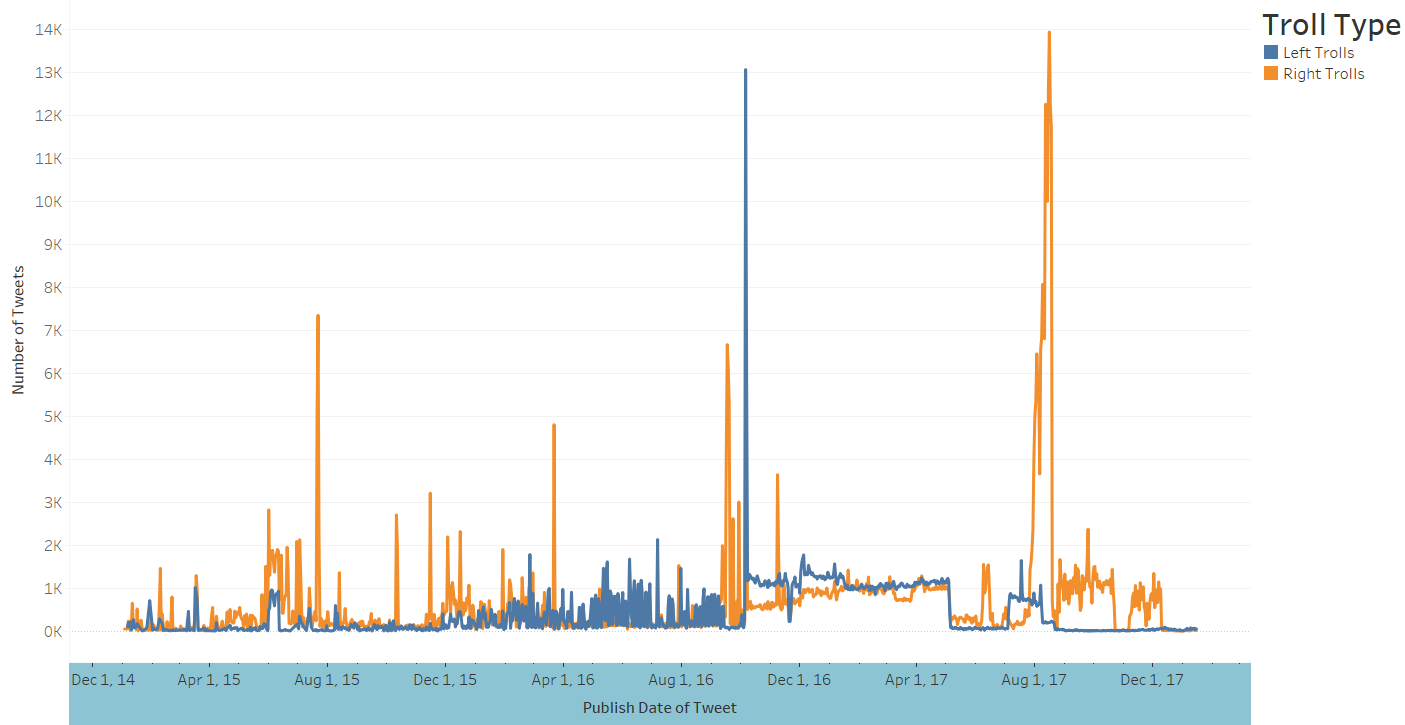 Troll Type
Left Trolls
Right Trolls
14K
13K
12K
11K
10K
9K
8K
7K
6K
5K
4K
3K
2K
1K
0K
Number of Tweets
Dec 1, 14 Apr 1, 15 Aug 1, 15 Dec 1, 15 Apr 1, 16 Aug 1, 16 Dec 1, 16 Apr 1, 17 Aug 1, 17 Dec 1, 17
Publish Date of Tweet